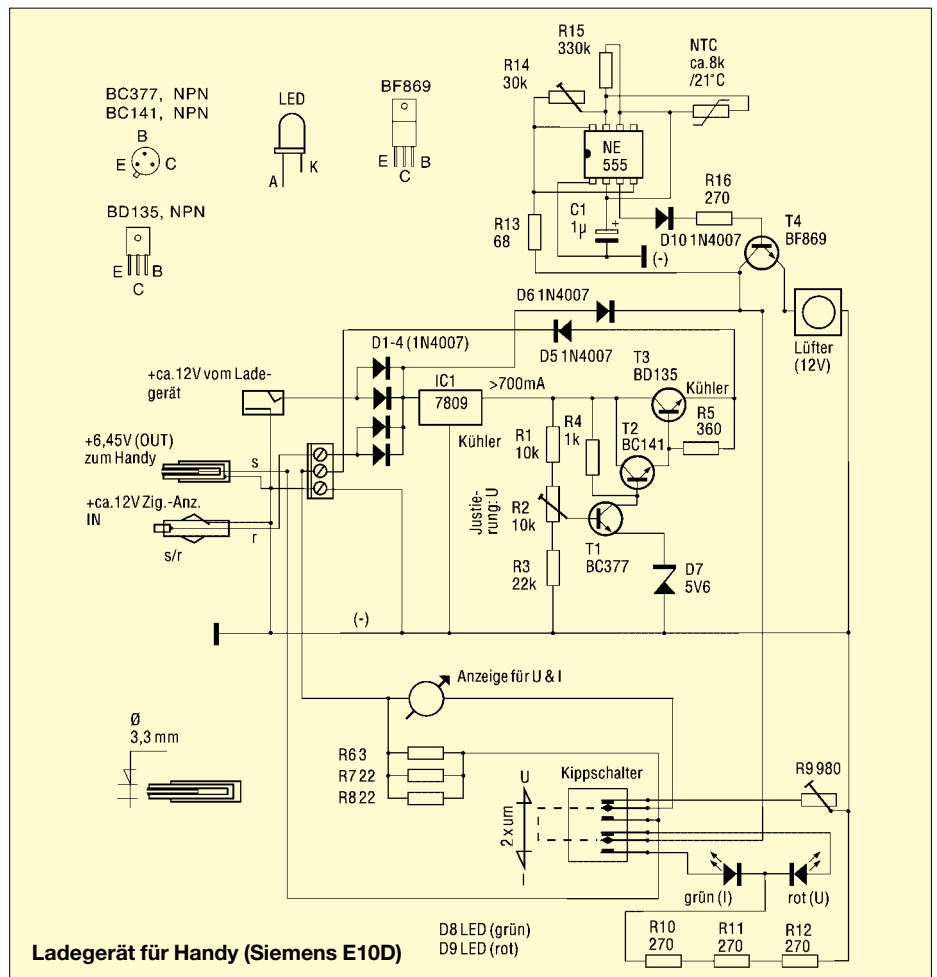 R15
330k
NTC
ca.8k
/21°C
R14
30k
BC377, NPN
BC141, NPN
B
E
C
LED
A
K
BF869
E
B
C
NE
555
BD135, NPN
E
B
C
R13
68
C1
1µ
+
R16
270
D10 1N4007
T4
BF869
(-)
D6 1N4007
D5 1N4007
Lüfter
(12V)
D1-4 (1N4007)
+ca.12V vom Lade-
gerät
IC1
7809
>700mA
Kühler
T3
BD135
Kühler
R5
360
R4
1k
T2
BC141
R1
10k
+6,45V (OUT)
zum Handy
s
+ca.12V Zig.-Anz.
IN
r
s/r
Justie-
rung: U
R2
10k
T1
BC377
R3
22k
D7
5V6
(-)
Anzeige für U & I
Ø
3,3 mm
R6 3
R7 22
R8 22
U
2 x um
I
Kippschalter
R9 980
grün (I)
rot (U)
R10
270
R11
270
R12
270
D8 LED (grün)
D9 LED (rot)
Ladegerät für Handy (Siemens E10D)